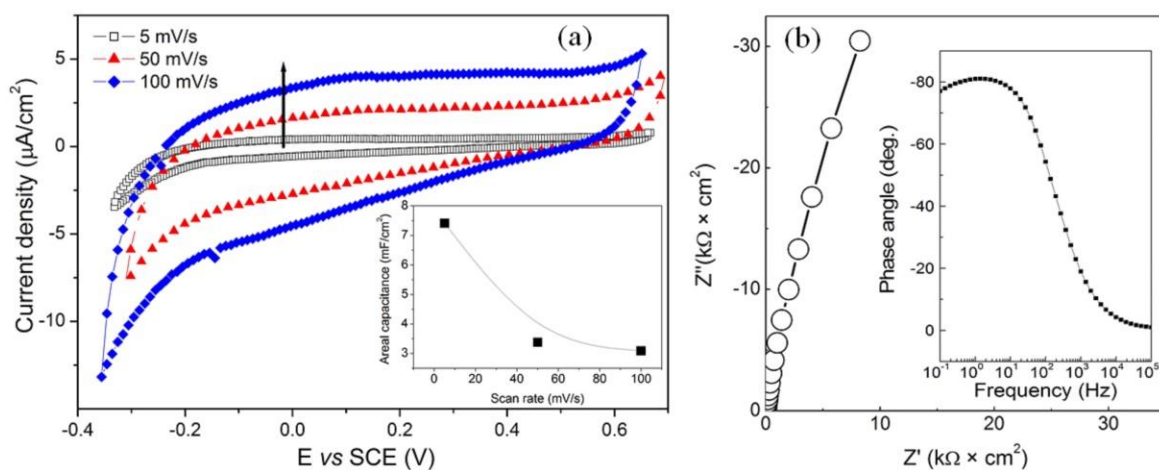 (a)
5 mV/s
50 mV/s
100 mV/s
Current density (µA/cm²)
5
0
-5
-10
-0.4 -0.2 0.0 0.2 0.4 0.6
E vs SCE (V)
Areal capacitance (mF/cm²)
8
7
6
5
4
3
0 20 40 60 80 100
Scan rate (mV/s)
(b)
Z''(kΩ × cm²)
-30
-20
-10
0
0 10 20 30
Z' (kΩ × cm²)
Phase angle (deg.)
-80
-60
-40
-20
0
10⁻¹ 10⁰ 10¹ 10² 10³ 10⁴ 10⁵
Frequency (Hz)